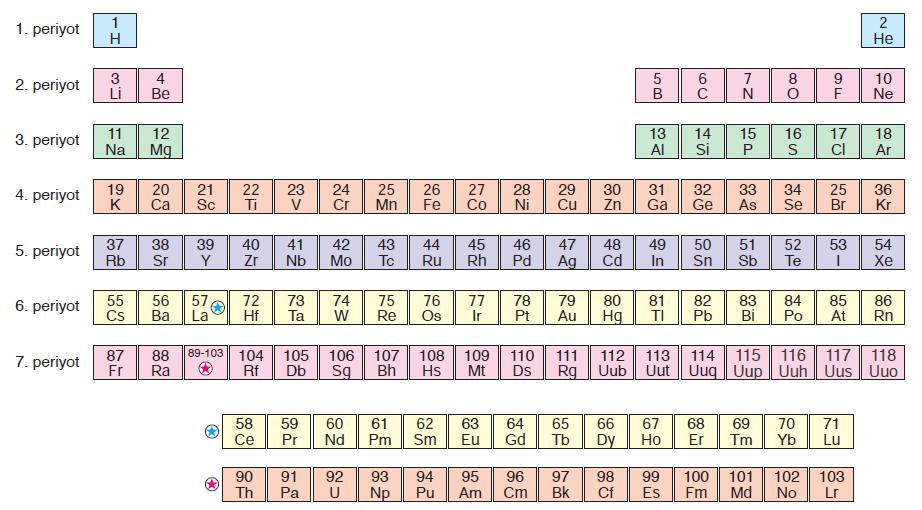 1. periyot 1 2
H He
2. periyot 3 4 5 6 7 8 9 10
Li Be B C N O F Ne
3. periyot 11 12 13 14 15 16 17 18
Na Mg Al Si P S Cl Ar
4. periyot 19 20 21 22 23 24 25 26 27 28 29 30 31 32 33 34 25 36
K Ca Sc Ti V Cr Mn Fe Co Ni Cu Zn Ga Ge As Se Br Kr
5. periyot 37 38 39 40 41 42 43 44 45 46 47 48 49 50 51 52 53 54
Rb Sr Y Zr Nb Mo Tc Ru Rh Pd Ag Cd In Sn Sb Te I Xe
6. periyot 55 56 57 72 73 74 75 76 77 78 79 80 81 82 83 84 85 86
Cs Ba La Hf Ta W Re Os Ir Pt Au Hg Tl Pb Bi Po At Rn
7. periyot 87 88 89-103 104 105 106 107 108 109 110 111 112 113 114 115 116 117 118
Fr Ra Rf Db Sg Bh Hs Mt Ds Rg Uub Uut Uuq Uup Uuh Uus Uuo
58 59 60 61 62 63 64 65 66 67 68 69 70 71
Ce Pr Nd Pm Sm Eu Gd Tb Dy Ho Er Tm Yb Lu
90 91 92 93 94 95 96 97 98 99 100 101 102 103
Th Pa U Np Pu Am Cm Bk Cf Es Fm Md No Lr